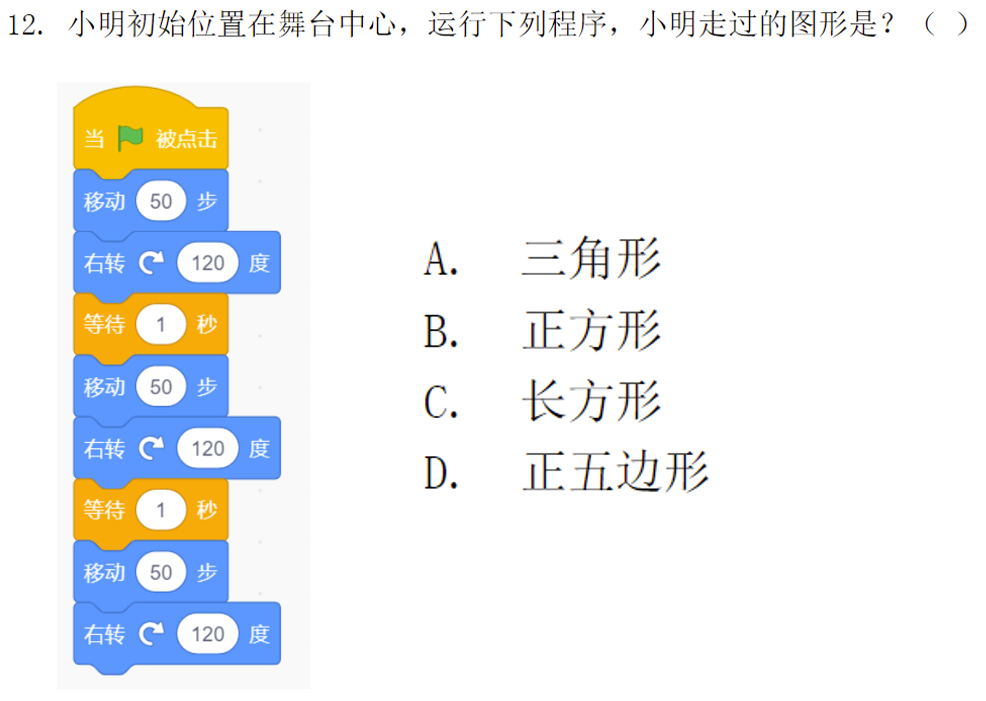 12. 小明初始位置在舞台中心，运行下列程序，小明走过的图形是？（ ）
当 被点击
移动 50 步
右转 120 度
等待 1 秒
移动 50 步
右转 120 度
等待 1 秒
移动 50 步
右转 120 度
A. 三角形
B. 正方形
C. 长方形
D. 正五边形